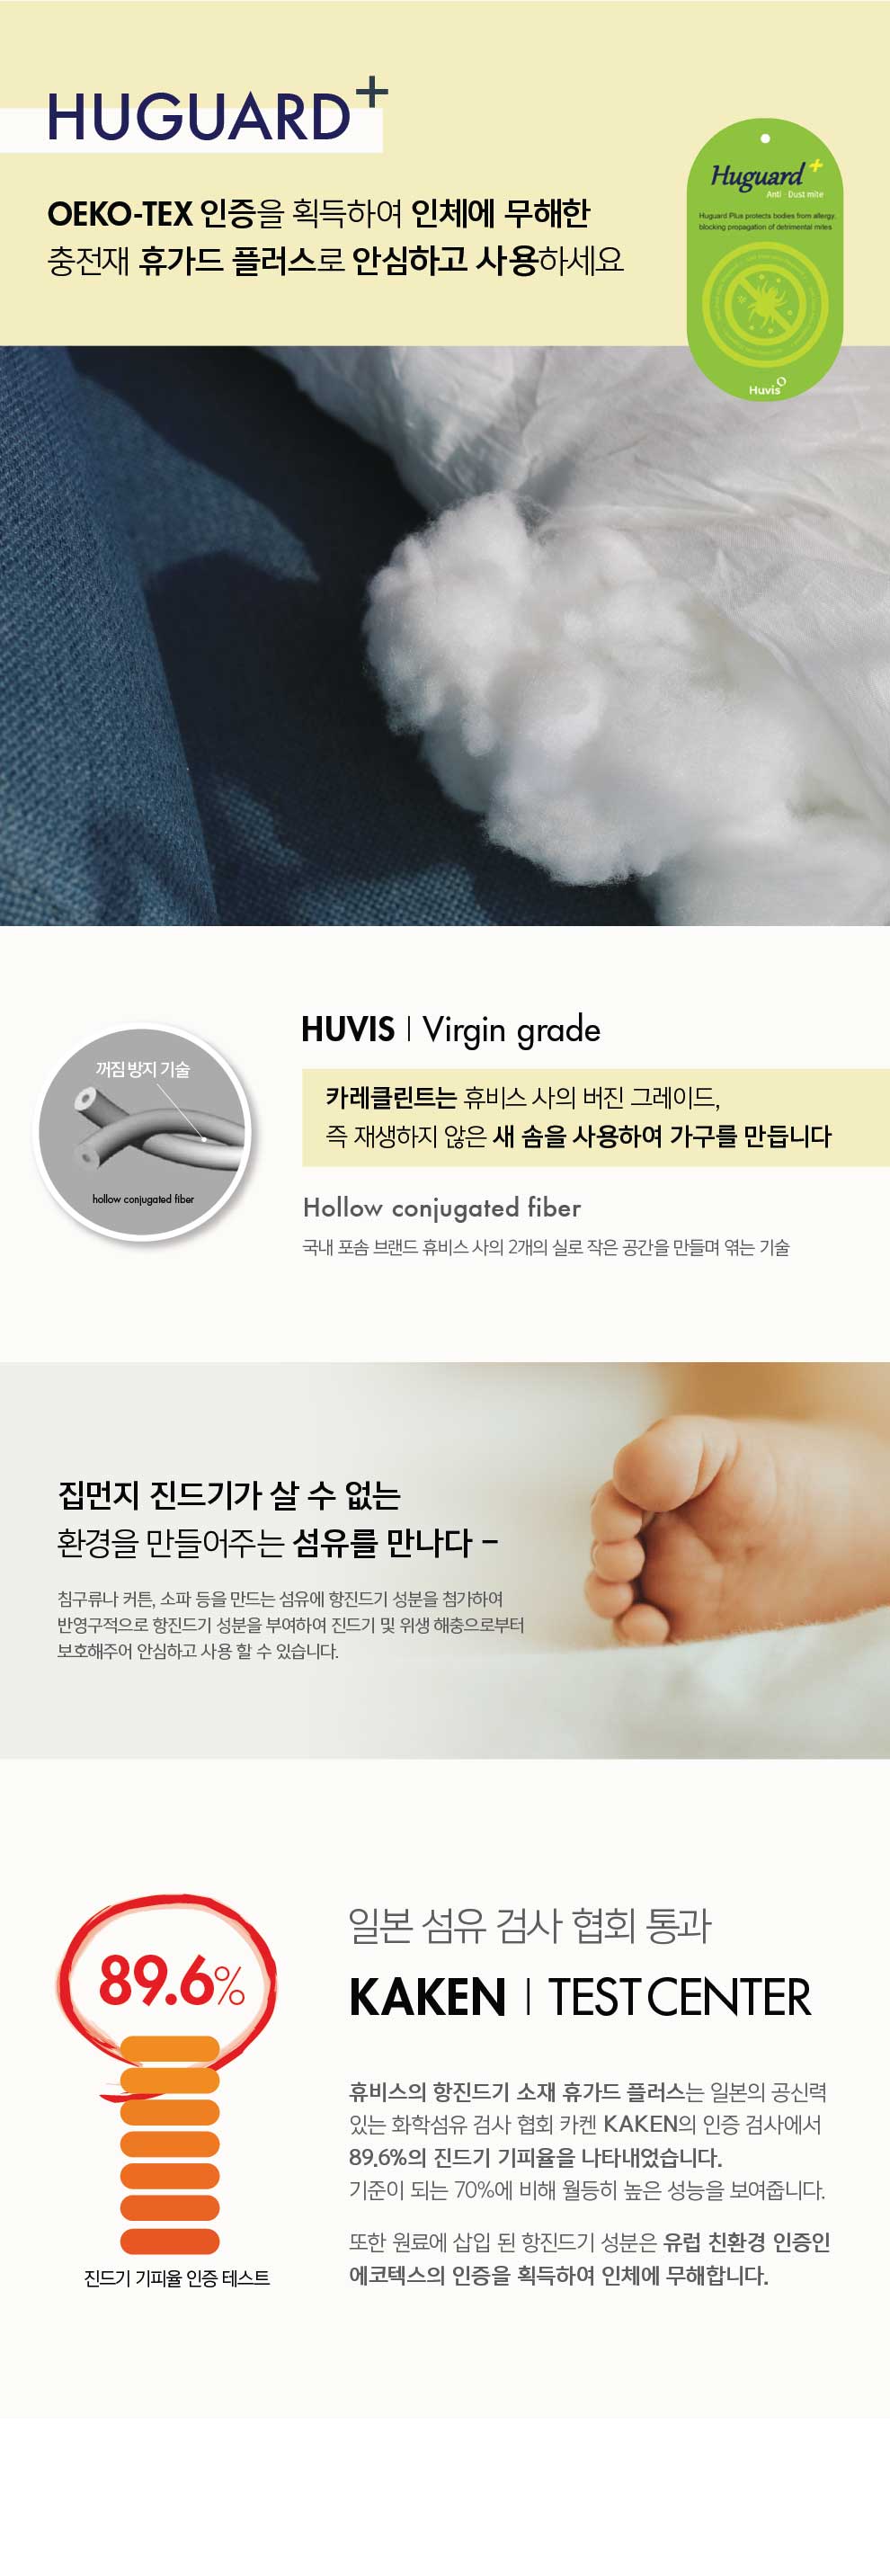 HUGUARD+
OEKO-TEX 인증을 획득하여 인체에 무해한
충전재 휴가드 플러스로 안심하고 사용하세요
Huguard+
Anti · Dust mite
Huguard Plus protects bodies from allergy,
blocking propagation of detrimental mites
Huvis
꺼짐 방지 기술
hollow conjugated fiber
HUVIS | Virgin grade
카레클린트는 휴비스 사의 버진 그레이드,
즉 재생하지 않은 새 솜을 사용하여 가구를 만듭니다
Hollow conjugated fiber
국내 포솜 브랜드 휴비스 사의 2개의 실로 작은 공간을 만들며 엮는 기술
집먼지 진드기가 살 수 없는
환경을 만들어주는 섬유를 만나다 –
침구류나 커튼, 소파 등을 만드는 섬유에 항진드기 성분을 첨가하여
반영구적으로 항진드기 성분을 부여하여 진드기 및 위생 해충으로부터
보호해주어 안심하고 사용 할 수 있습니다.
89.6%
진드기 기피율 인증 테스트
일본 섬유 검사 협회 통과
KAKEN | TEST CENTER
휴비스의 항진드기 소재 휴가드 플러스는 일본의 공신력
있는 화학섬유 검사 협회 카켄 KAKEN의 인증 검사에서
89.6%의 진드기 기피율을 나타내었습니다.
기준이 되는 70%에 비해 월등히 높은 성능을 보여줍니다.
또한 원료에 삽입 된 항진드기 성분은 유럽 친환경 인증인
에코텍스의 인증을 획득하여 인체에 무해합니다.